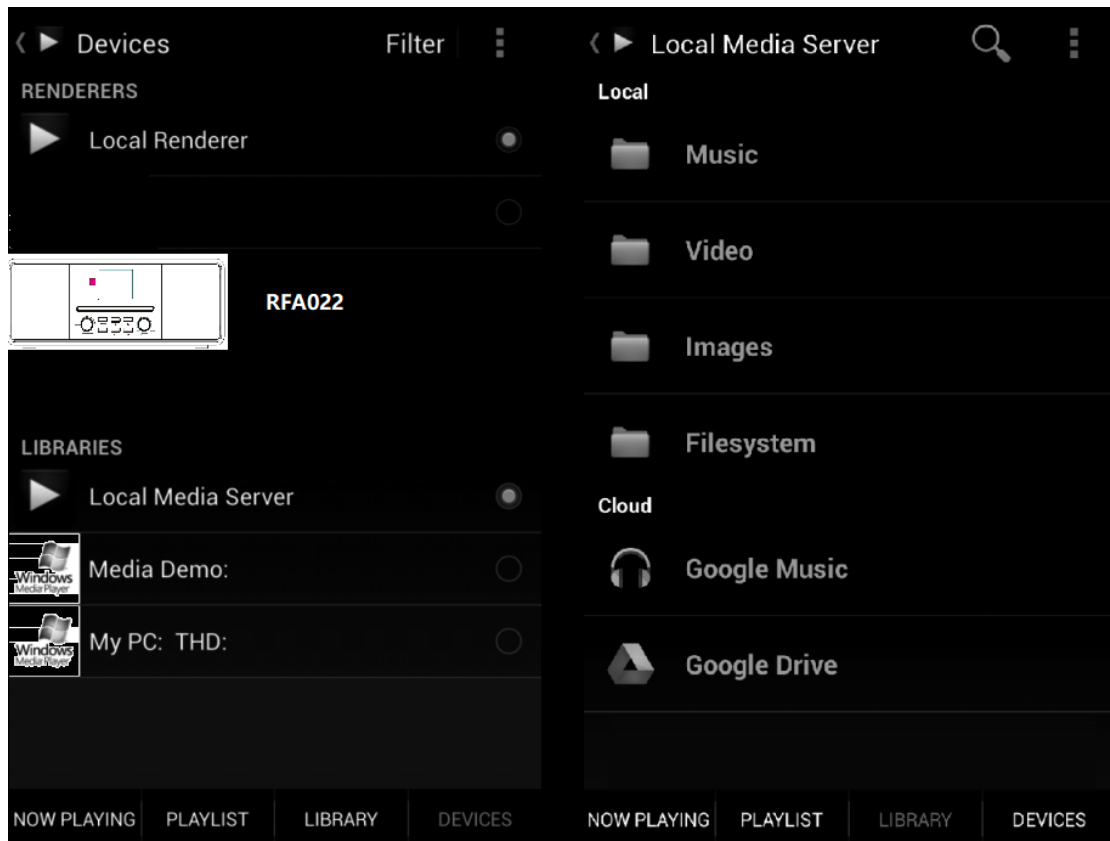 Devices
Filter
RENDERERS
Local Renderer
RFA022
LIBRARIES
Local Media Server
Windows
Media Player
Media Demo:
Windows
Media Player
My PC: THD:
NOW PLAYING
PLAYLIST
LIBRARY
DEVICES
Local Media Server
Local
Music
Video
Images
Filesystem
Cloud
Google Music
Google Drive
NOW PLAYING
PLAYLIST
LIBRARY
DEVICES